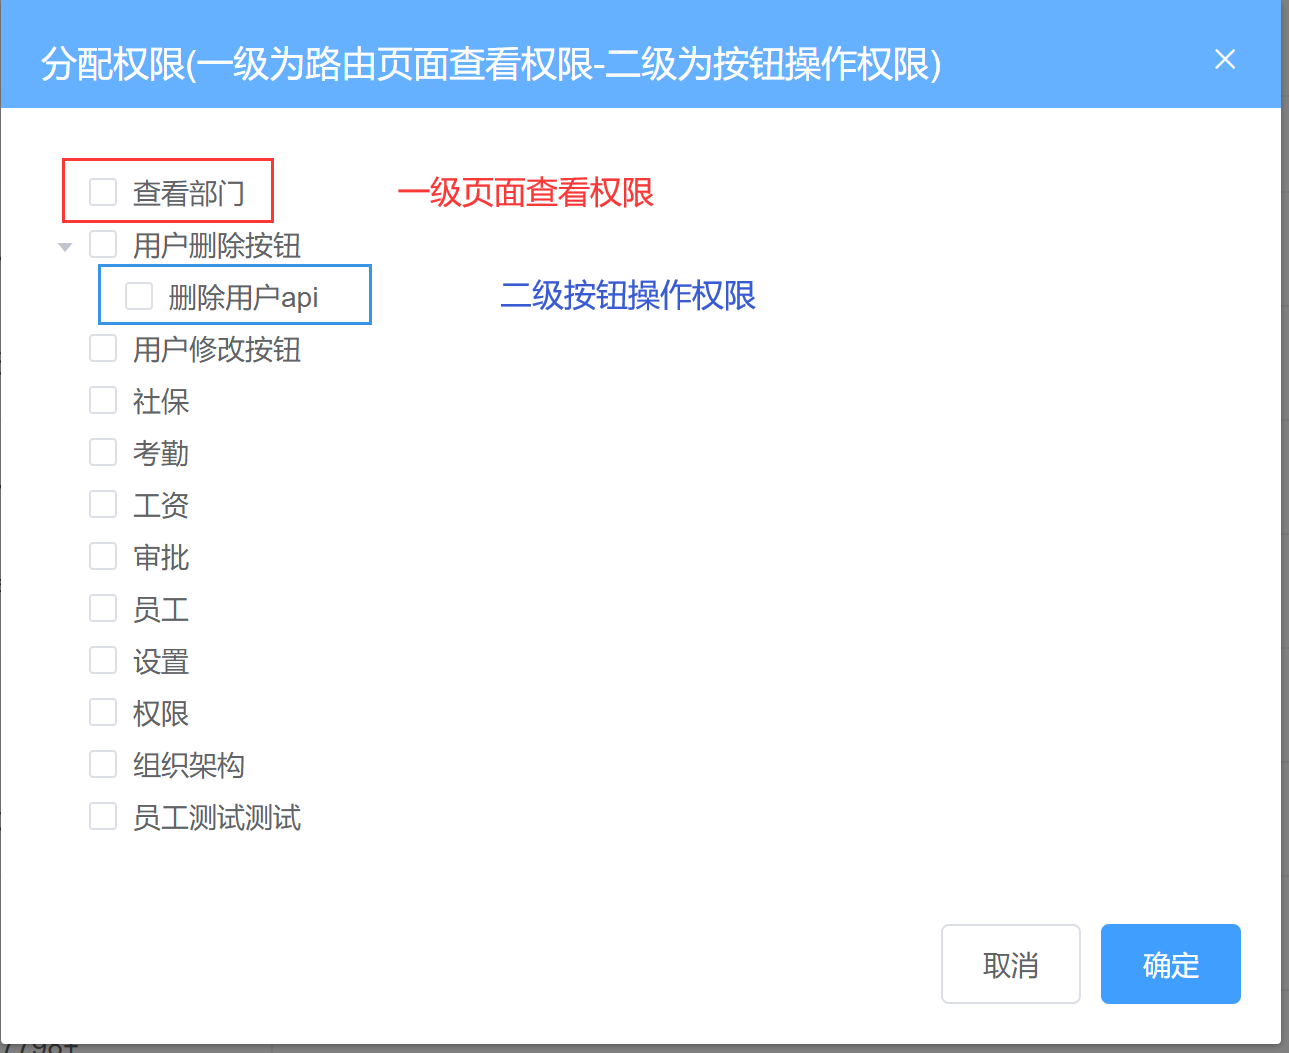 分配权限(一级为路由页面查看权限-二级为按钮操作权限)
查看部门 一级页面查看权限
用户删除按钮
删除用户api 二级按钮操作权限
用户修改按钮
社保
考勤
工资
审批
员工
设置
权限
组织架构
员工测试测试
取消 确定